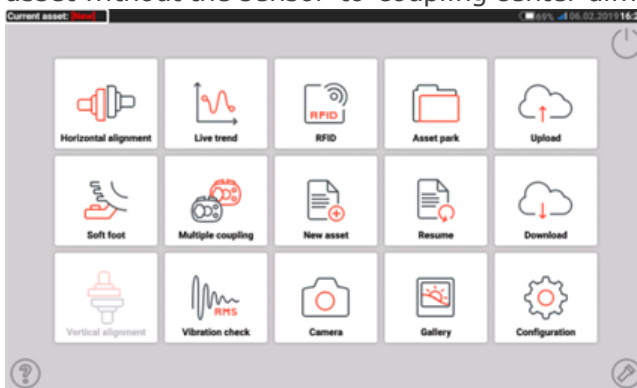 asset without the sensor-to-coupling center
Current asset: [New] 69% 06.02.2019
Horizontal alignment Live trend RFID RFID Asset park Upload
Soft foot Multiple coupling New asset Resume Download
RMS
Vertical alignment Vibration check Camera Gallery Configuration
?